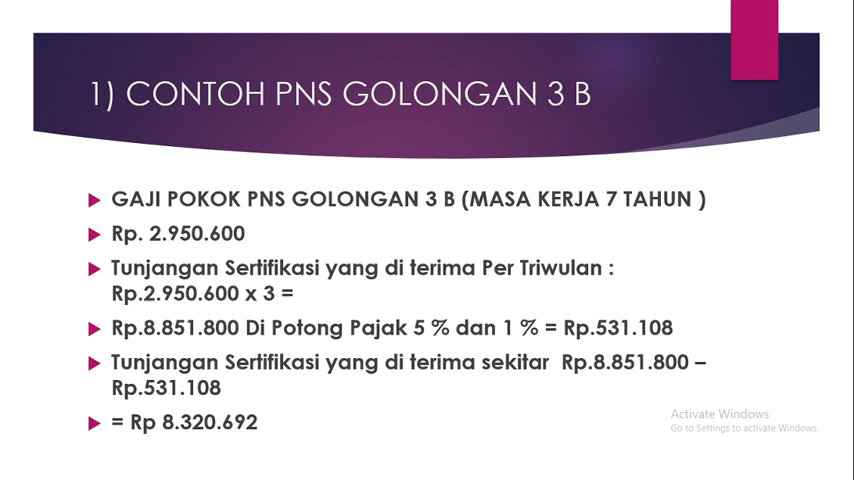 1) CONTOH PNS GOLONGAN 3 B
GAJI POKOK PNS GOLONGAN 3 B (MASA KERJA 7 TAHUN )
Rp. 2.950.600
Tunjangan Sertifikasi yang di terima Per Triwulan :
Rp.2.950.600 x 3 =
Rp.8.851.800 Di Potong Pajak 5 % dan 1 % = Rp.531.108
Tunjangan Sertifikasi yang di terima sekitar Rp.8.851.800 –
Rp.531.108
= Rp 8.320.692
Activate Windows
Go to Settings to activate Windows.